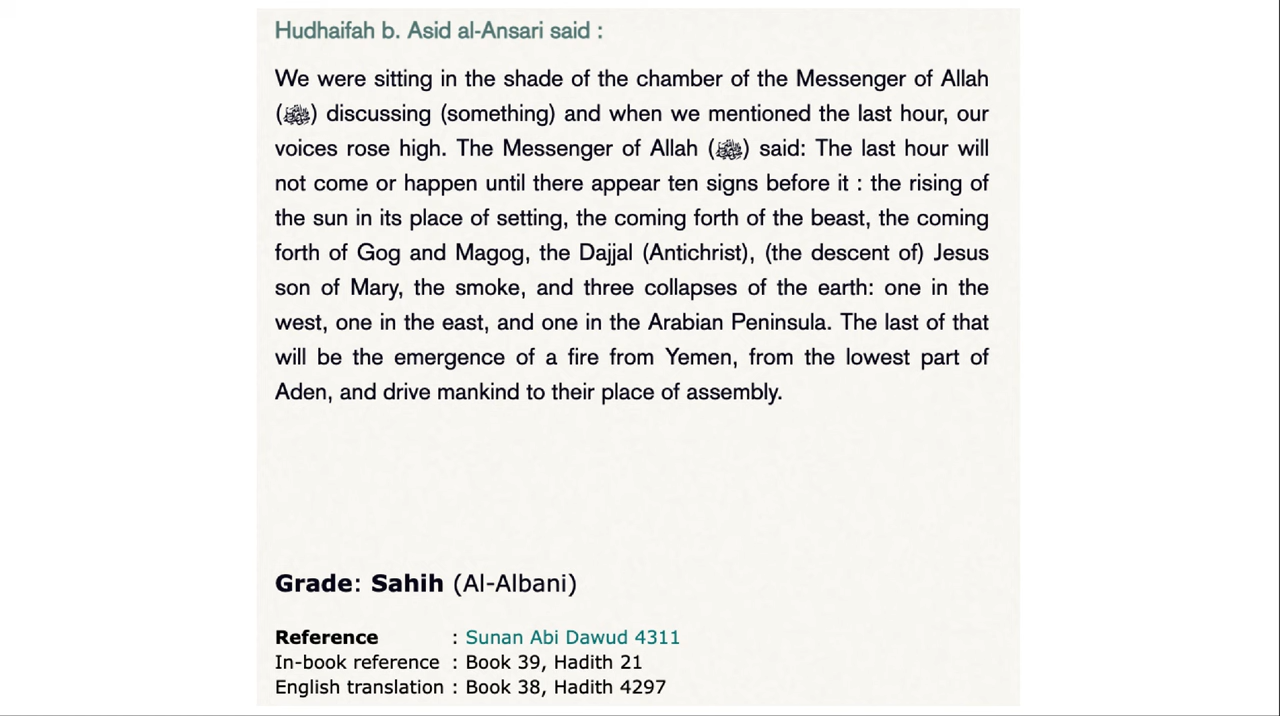 Hudhaifah b. Asid al-Ansari said :
We were sitting in the shade of the chamber of the Messenger of Allah
(ﷺ) discussing (something) and when we mentioned the last hour, our
voices rose high. The Messenger of Allah (ﷺ) said: The last hour will
not come or happen until there appear ten signs before it : the rising of
the sun in its place of setting, the coming forth of the beast, the coming
forth of Gog and Magog, the Dajjal (Antichrist), (the descent of) Jesus
son of Mary, the smoke, and three collapses of the earth: one in the
west, one in the east, and one in the Arabian Peninsula. The last of that
will be the emergence of a fire from Yemen, from the lowest part of
Aden, and drive mankind to their place of assembly.
Grade: Sahih (Al-Albani)
Reference : Sunan Abi Dawud 4311
In-book reference : Book 39, Hadith 21
English translation : Book 38, Hadith 4297